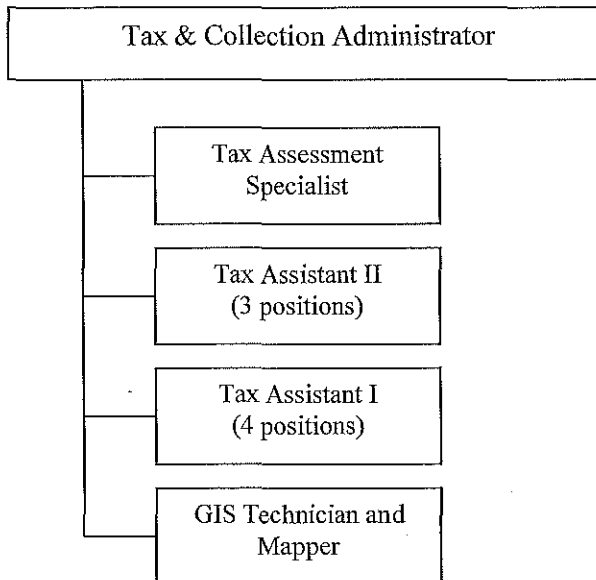 Tax & Collection Administrator
Tax Assessment
Specialist
Tax Assistant II
(3 positions)
Tax Assistant I
(4 positions)
GIS Technician and
Mapper